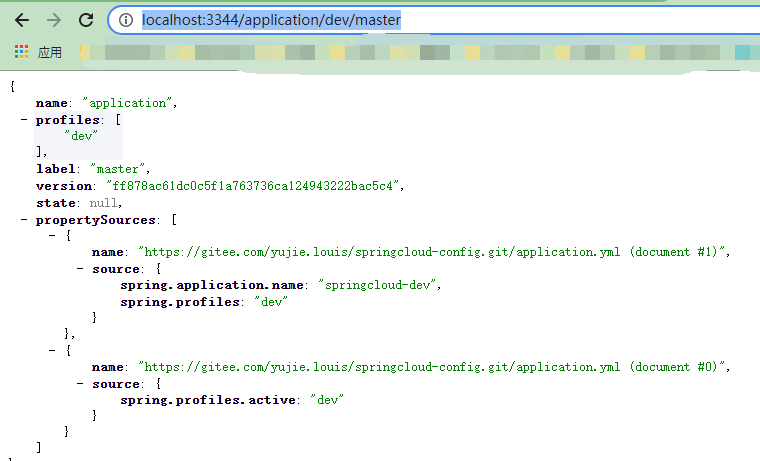 localhost:3344/application/dev/master
应用
{
name: "application",
- profiles: [
"dev"
],
label: "master",
version: "ff878ac61dc0c5f1a763736ca124943222bac5c4",
state: null,
- propertySources: [
- {
name: "https://gitee.com/yujie.louis/springcloud-config.git/application.yml (document #1)",
- source: {
spring.application.name: "springcloud-dev",
spring.profiles: "dev"
}
},
- {
name: "https://gitee.com/yujie.louis/springcloud-config.git/application.yml (document #0)",
- source: {
spring.profiles.active: "dev"
}
}
]